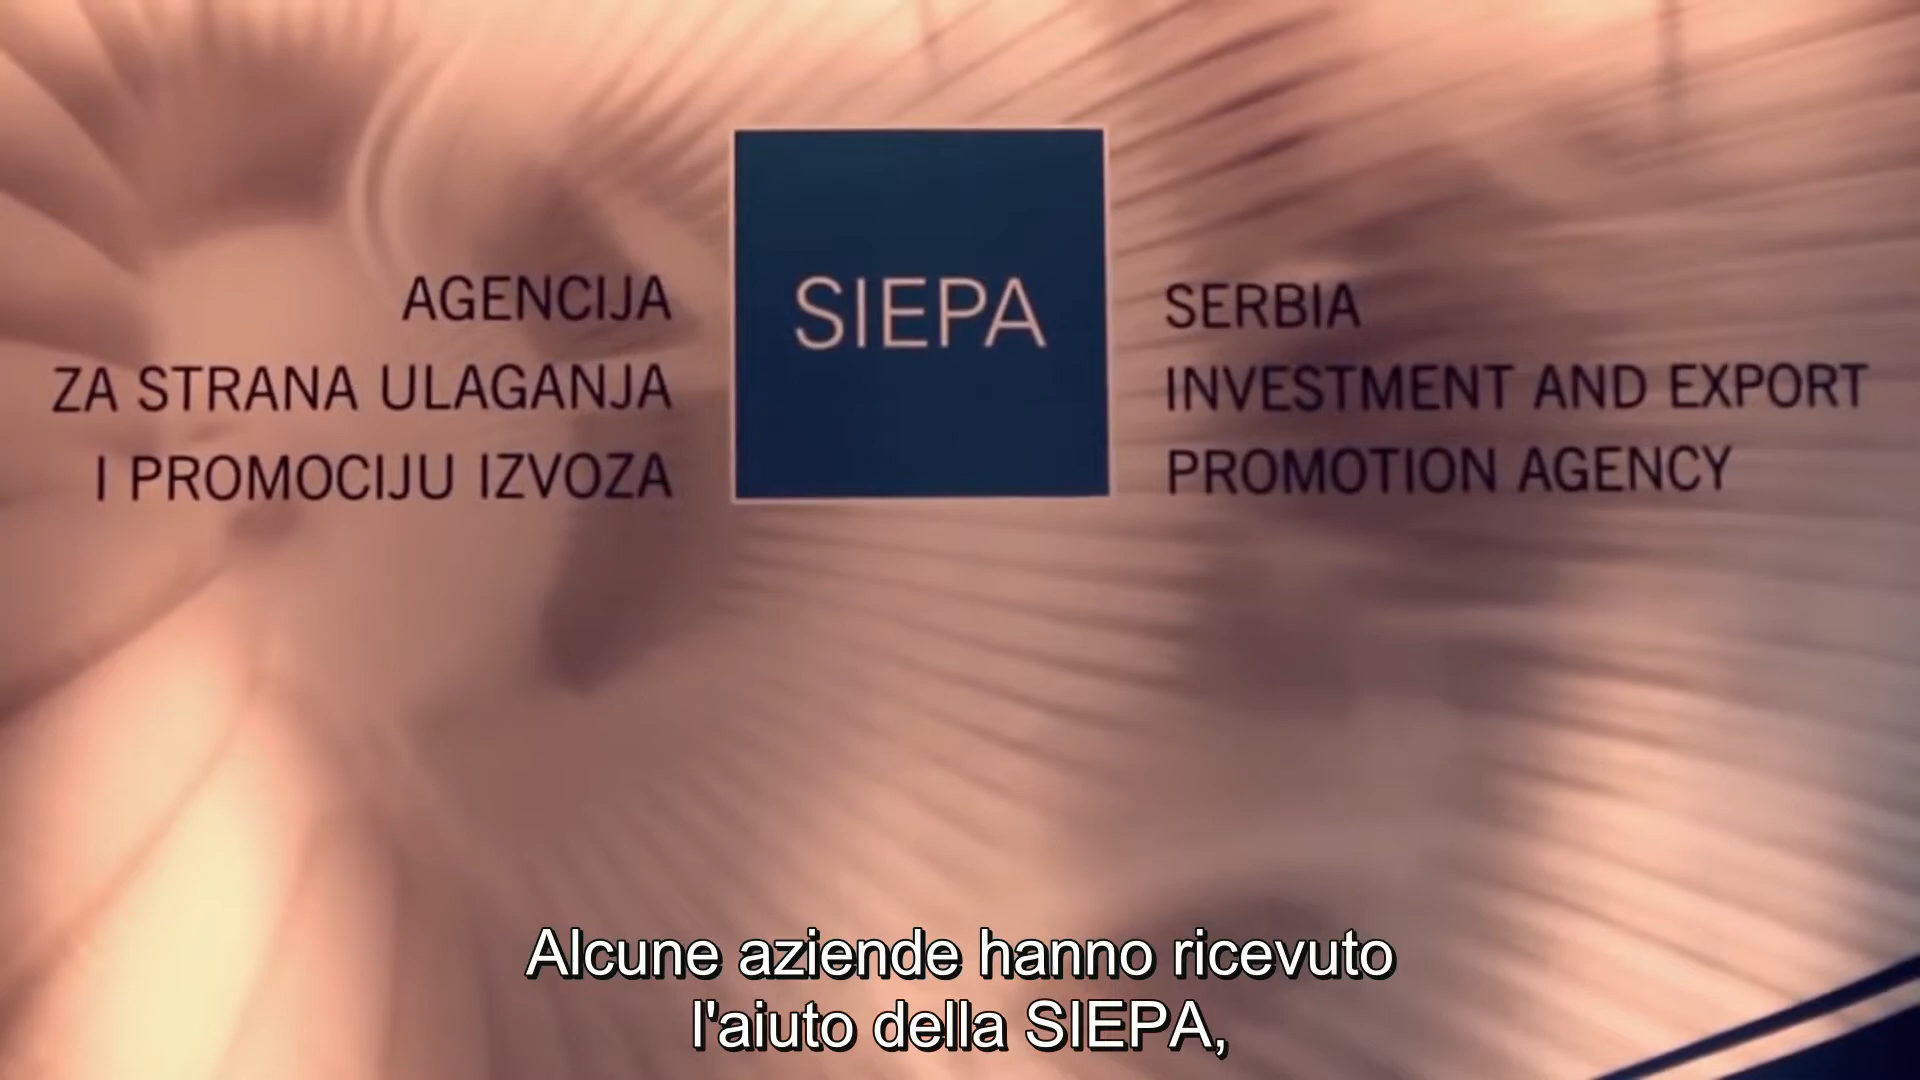 AGENCIJA
ZA STRANA ULAGANJA
I PROMOCIJU IZVOZA
SIEPA
SERBIA
INVESTMENT AND EXPORT
PROMOTION AGENCY
Alcune aziende hanno ricevuto
l'aiuto della SIEPA,